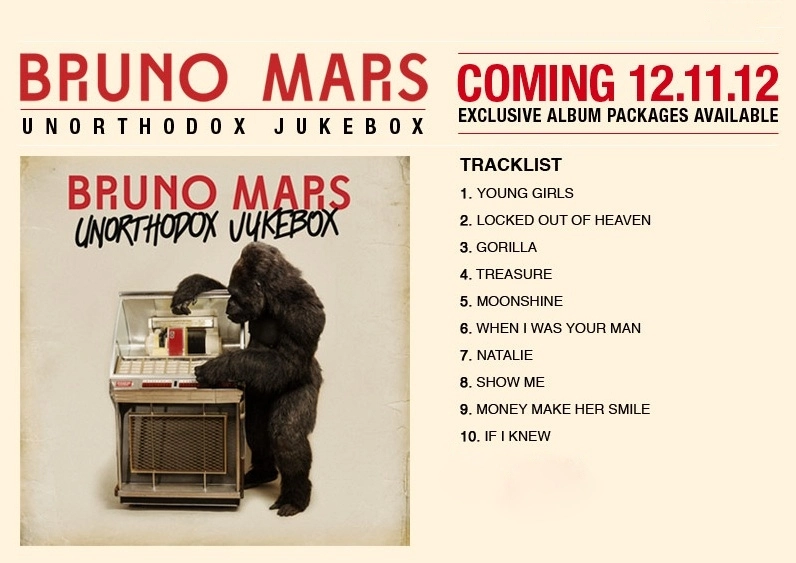 BRUNO MARS
UNORTHODOX JUKEBOX
COMING 12.11.12
EXCLUSIVE ALBUM PACKAGES AVAILABLE
BRUNO MARS
UNORTHODOX JUKEBOX
TRACKLIST
1. YOUNG GIRLS
2. LOCKED OUT OF HEAVEN
3. GORILLA
4. TREASURE
5. MOONSHINE
6. WHEN I WAS YOUR MAN
7. NATALIE
8. SHOW ME
9. MONEY MAKE HER SMILE
10. IF I KNEW